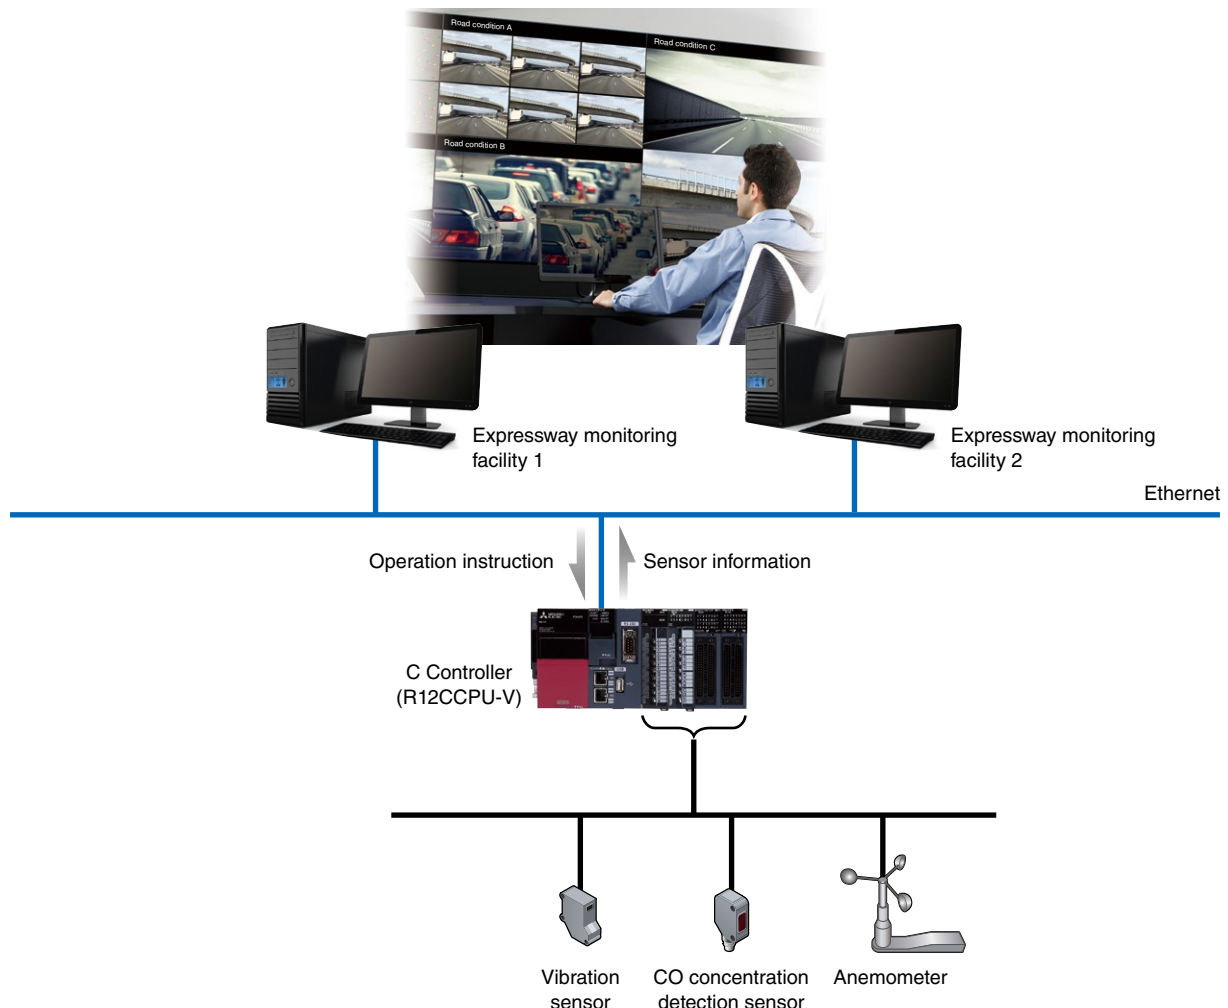 Road condition A
Road condition C
Road condition B
Expressway monitoring
facility 1
Expressway monitoring
facility 2
Ethernet
Operation instruction
Sensor information
C Controller
(R12CCPU-V)
Vibration
sensor
CO concentration
detection sensor
Anemometer